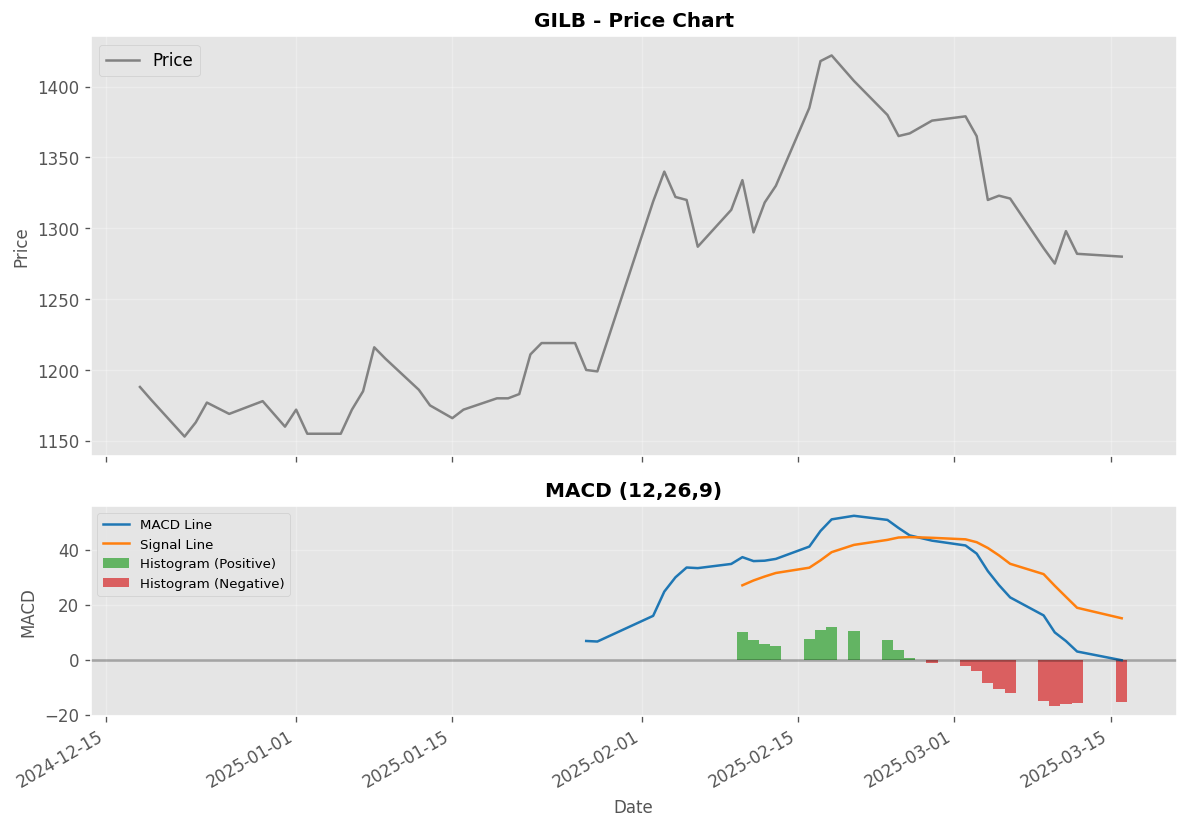 GILB - Price Chart
Price
1400
1350
1300
1250
1200
1150
Price
MACD (12,26,9)
MACD Line
Signal Line
Histogram (Positive)
Histogram (Negative)
40
20
0
−20
MACD
2024-12-15
2025-01-01
2025-01-15
2025-02-01
2025-02-15
2025-03-01
2025-03-15
Date